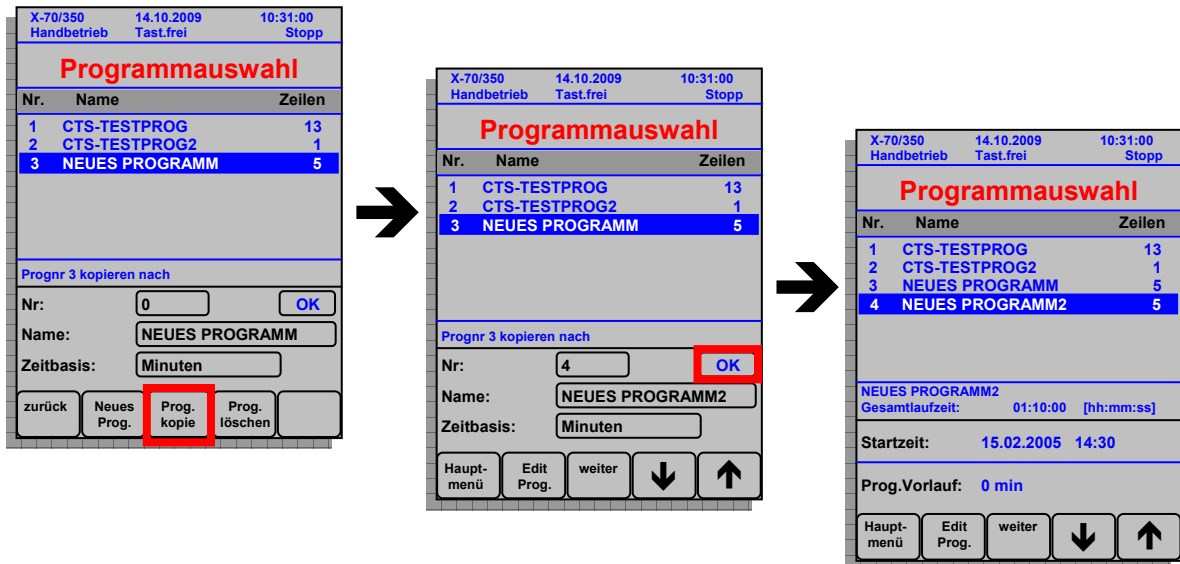 X-70/350 14.10.2009 10:31:00
Handbetrieb Tast.frei Stopp
Programmauswahl
Nr. Name Zeilen
1 CTS-TESTPROG 13
2 CTS-TESTPROG2 1
3 NEUES PROGRAMM 5
Prognr 3 kopieren nach
Nr: 0 OK
Name: NEUES PROGRAMM
Zeitbasis: Minuten
zurück Neues Prog. Prog. kopie Prog. löschen
X-70/350 14.10.2009 10:31:00
Handbetrieb Tast.frei Stopp
Programmauswahl
Nr. Name Zeilen
1 CTS-TESTPROG 13
2 CTS-TESTPROG2 1
3 NEUES PROGRAMM 5
Prognr 3 kopieren nach
Nr: 4 OK
Name: NEUES PROGRAMM2
Zeitbasis: Minuten
Haupt-menü Edit Prog. weiter
X-70/350 14.10.2009 10:31:00
Handbetrieb Tast.frei Stopp
Programmauswahl
Nr. Name Zeilen
1 CTS-TESTPROG 13
2 CTS-TESTPROG2 1
3 NEUES PROGRAMM 5
4 NEUES PROGRAMM2 5
NEUES PROGRAMM2
Gesamtlaufzeit: 01:10:00 [hh:mm:ss]
Startzeit: 15.02.2005 14:30
Prog.Vorlauf: 0 min
Haupt-menü Edit Prog. weiter